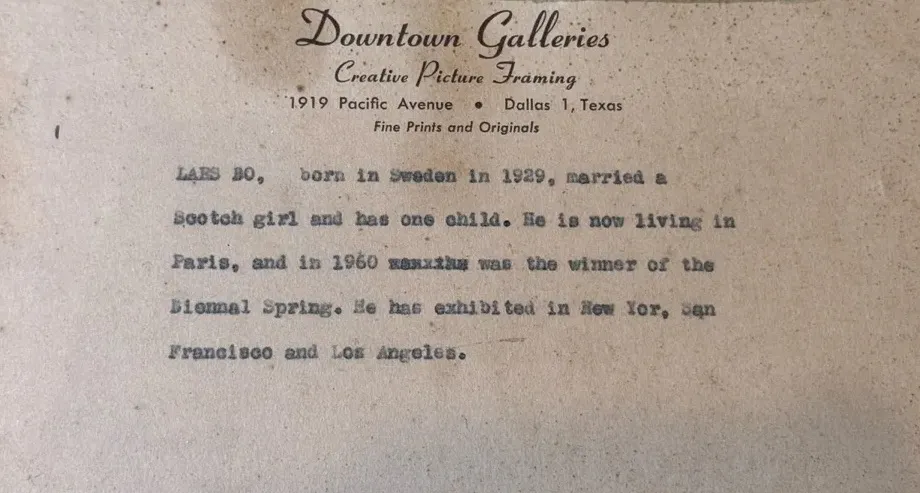 Downtown Galleries
Creative Picture Framing
1919 Pacific Avenue • Dallas 1, Texas
Fine Prints and Originals
LARS BO, born in Sweden in 1929, married a
Scotch girl and has one child. He is now living in
Paris, and in 1960 was the winner of the
Biennal Spring. He has exhibited in New Yor, San
Francisco and Los Angeles.